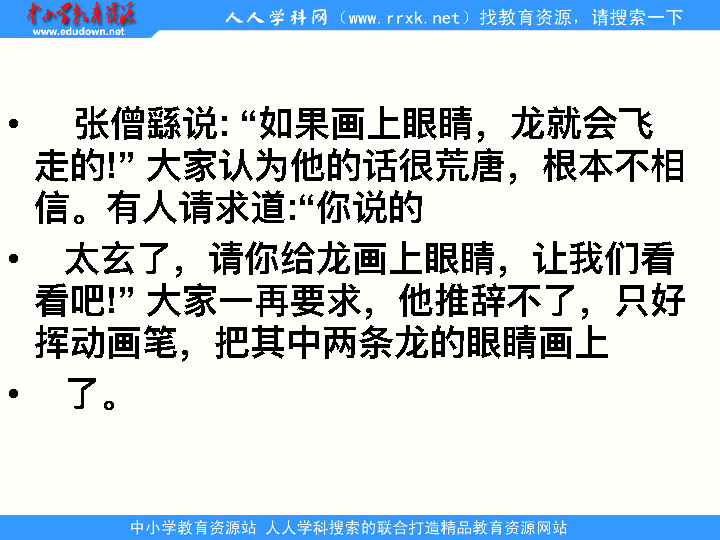 中小学教育资源
www.edudown.net
人人学科网（www.rrxk.net）找教育资源，请搜索一下
• 张僧繇说: “如果画上眼睛，龙就会飞
走的!” 大家认为他的话很荒唐，根本不相
信。有人请求道:“你说的
• 太玄了，请你给龙画上眼睛，让我们看
看吧!” 大家一再要求，他推辞不了，只好
挥动画笔，把其中两条龙的眼睛画上
• 了。
中小学教育资源站 人人学科搜索的联合打造精品教育资源网站